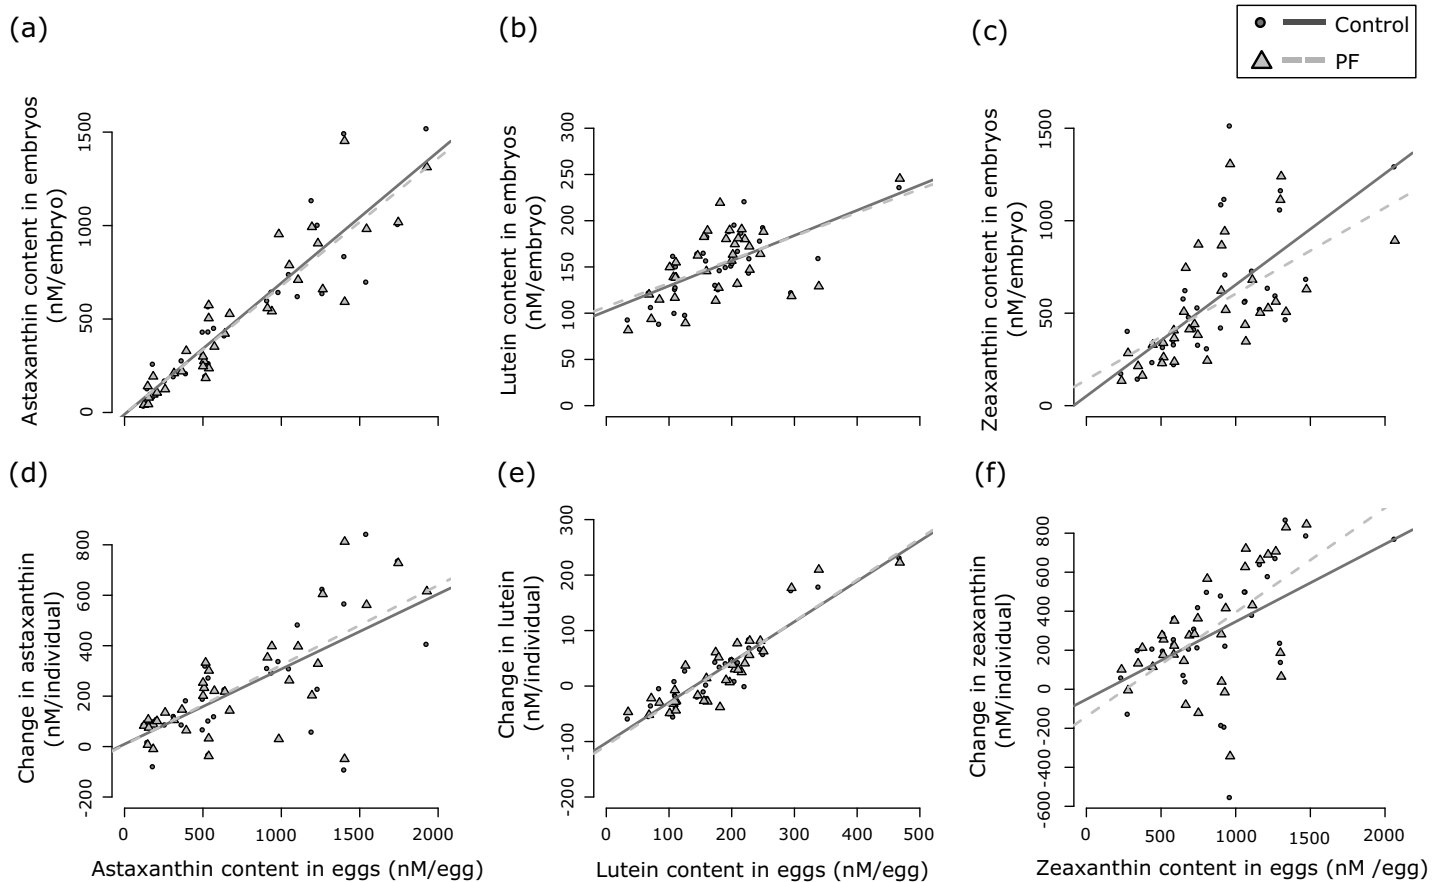 (a)
(b)
(c)
Control
PF
Astaxanthin content in embryos
(nM/embryo)
1500
1000
500
0
Lutein content in embryos
(nM/embryo)
300
250
200
150
100
50
0
Zeaxanthin content in embryos
(nM/embryo)
1500
1000
500
0
(d)
(e)
(f)
Change in astaxanthin
(nM/individual)
800
600
400
200
0
-200
0
500
1000
1500
2000
Astaxanthin content in eggs (nM/egg)
Change in lutein
(nM/individual)
300
200
100
0
-100
-200
0
100
200
300
400
500
Lutein content in eggs (nM/egg)
Change in zeaxanthin
(nM/individual)
800
600
400
200
0
-200
-400
-600
0
500
1000
1500
2000
Zeaxanthin content in eggs (nM /egg)